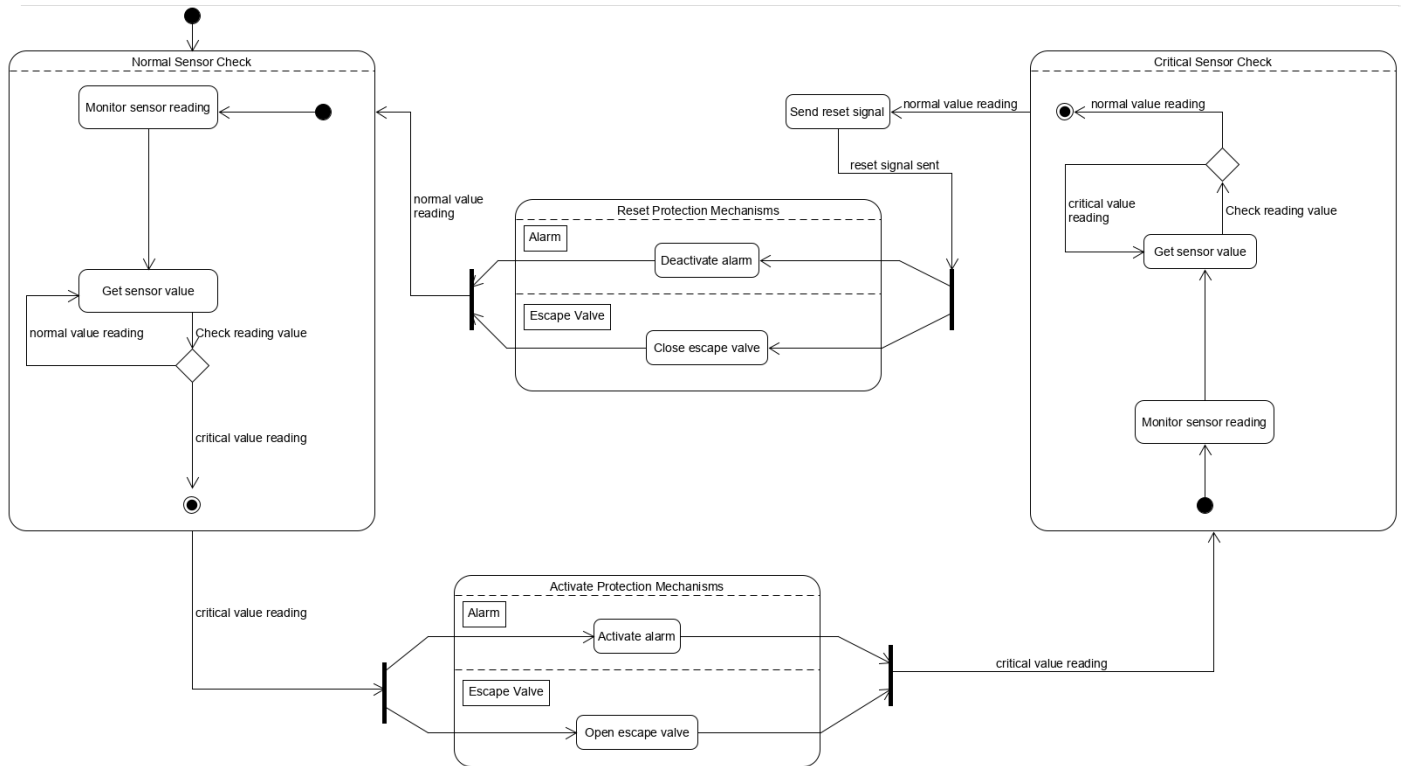 Normal Sensor Check
Monitor sensor reading
Get sensor value
normal value reading
Check reading value
critical value reading
critical value reading
normal value
reading
Reset Protection Mechanisms
Alarm
Deactivate alarm
Escape Valve
Close escape valve
Send reset signal
normal value reading
reset signal sent
Critical Sensor Check
normal value reading
critical value
reading
Check reading value
Get sensor value
Monitor sensor reading
Activate Protection Mechanisms
Alarm
Activate alarm
Escape Valve
Open escape valve
critical value reading